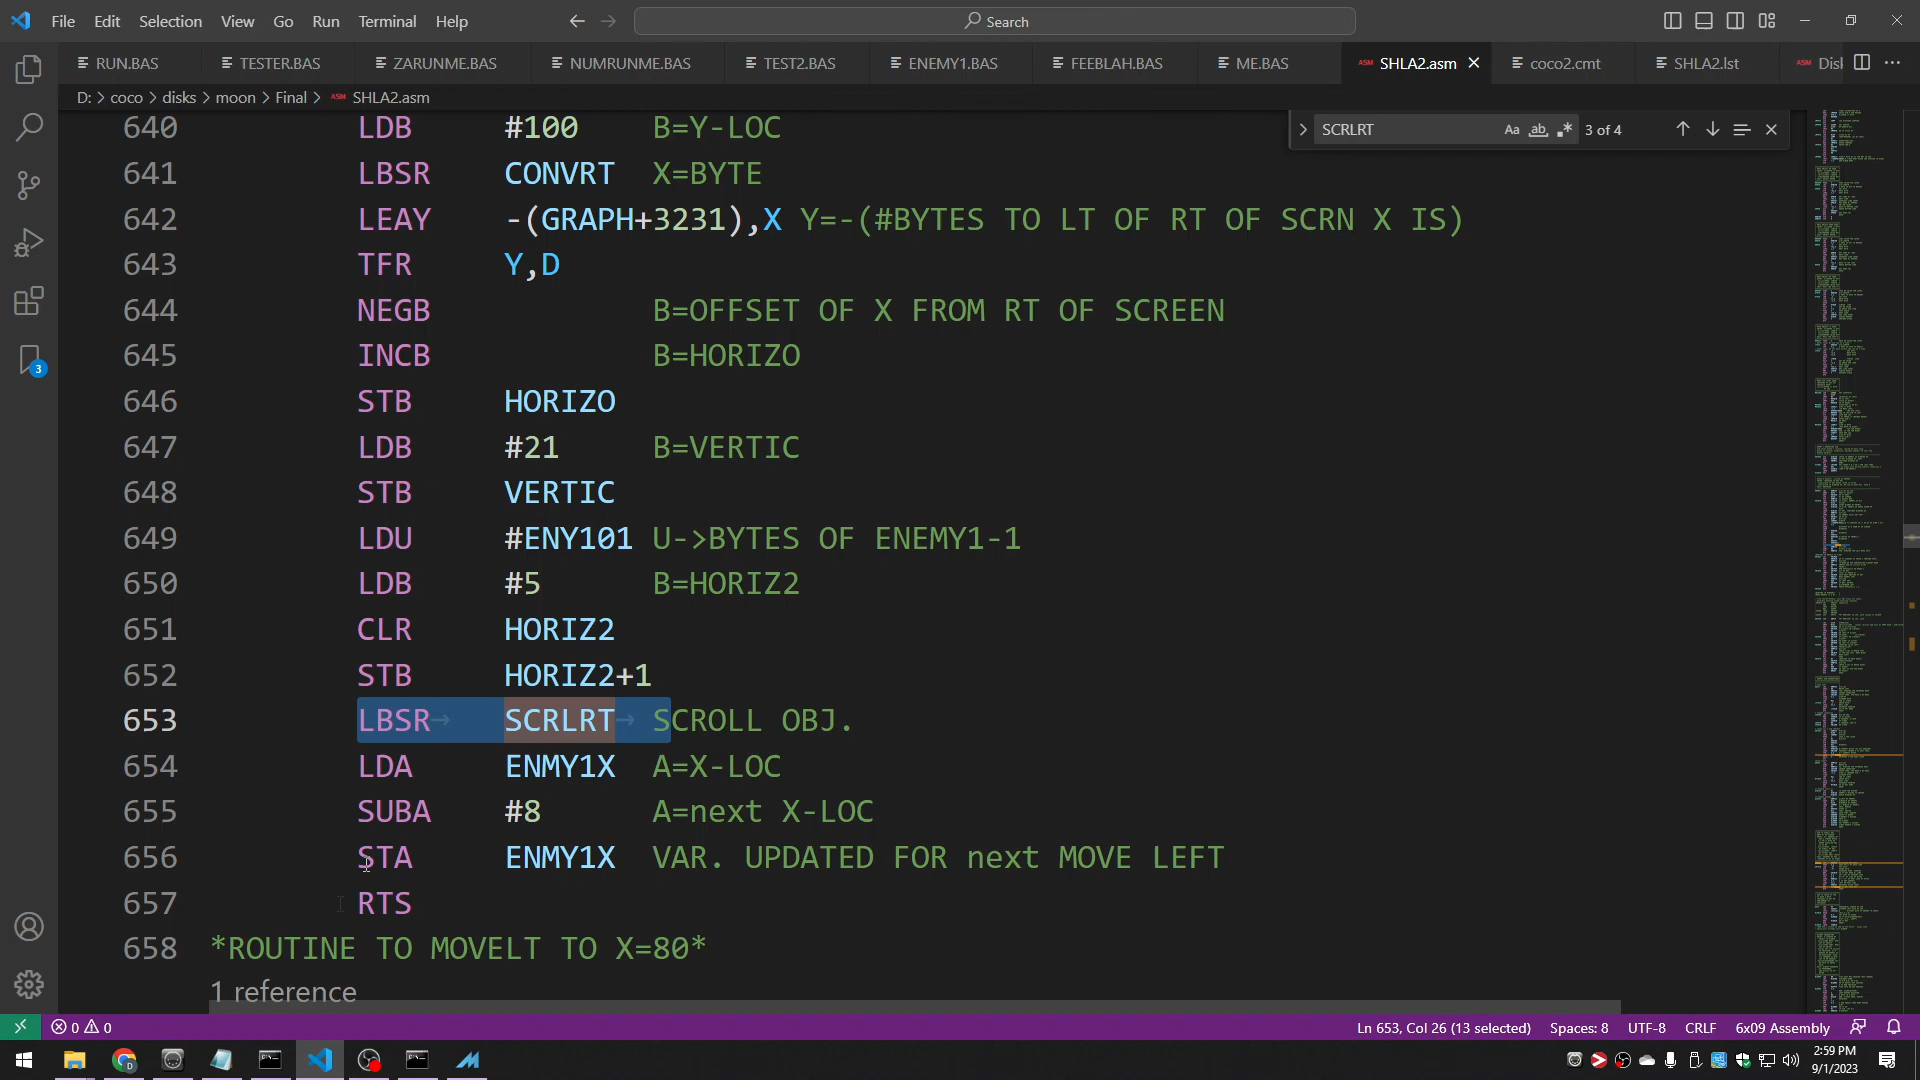 File Edit Selection View Go Run Terminal Help
Search
RUN.BAS TESTER.BAS ZARUNME.BAS NUMRUNME.BAS TEST2.BAS ENEMY1.BAS FEEBLAH.BAS ME.BAS ASM SHLA2.asm coco2.cmt SHLA2.lst ASM Disk
D: > coco > disks > moon > Final > ASM SHLA2.asm
SCRLRT Aa ab 3 of 4
640 LDB #100 B=Y-LOC
641 LBSR CONVRT X=BYTE
642 LEAY -(GRAPH+3231),X Y=-(#BYTES TO LT OF RT OF SCRN X IS)
643 TFR Y,D
644 NEGB B=OFFSET OF X FROM RT OF SCREEN
645 INCB B=HORIZO
646 STB HORIZO
647 LDB #21 B=VERTIC
648 STB VERTIC
649 LDU #ENY101 U->BYTES OF ENEMY1-1
650 LDB #5 B=HORIZ2
651 CLR HORIZ2
652 STB HORIZ2+1
653 LBSR→ SCRLRT→ SCROLL OBJ.
654 LDA ENMY1X A=X-LOC
655 SUBA #8 A=next X-LOC
656 STA ENMY1X VAR. UPDATED FOR next MOVE LEFT
657 RTS
658 *ROUTINE TO MOVELT TO X=80*
1 reference
3
0 0 Ln 653, Col 26 (13 selected) Spaces: 8 UTF-8 CRLF 6x09 Assembly
2:59 PM
9/1/2023